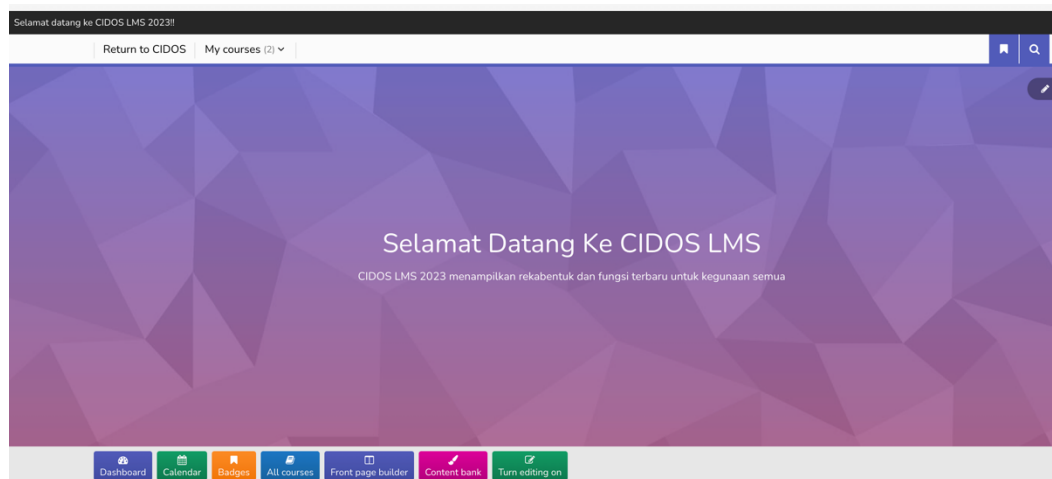 Selamat datang ke CIDOS LMS 2023!!
Return to CIDOS My courses (2)
Selamat Datang Ke CIDOS LMS
CIDOS LMS 2023 menampilkan rekabentuk dan fungsi terbaru untuk kegunaan semua
Dashboard Calendar Badges All courses Front page builder Content bank Turn editing on